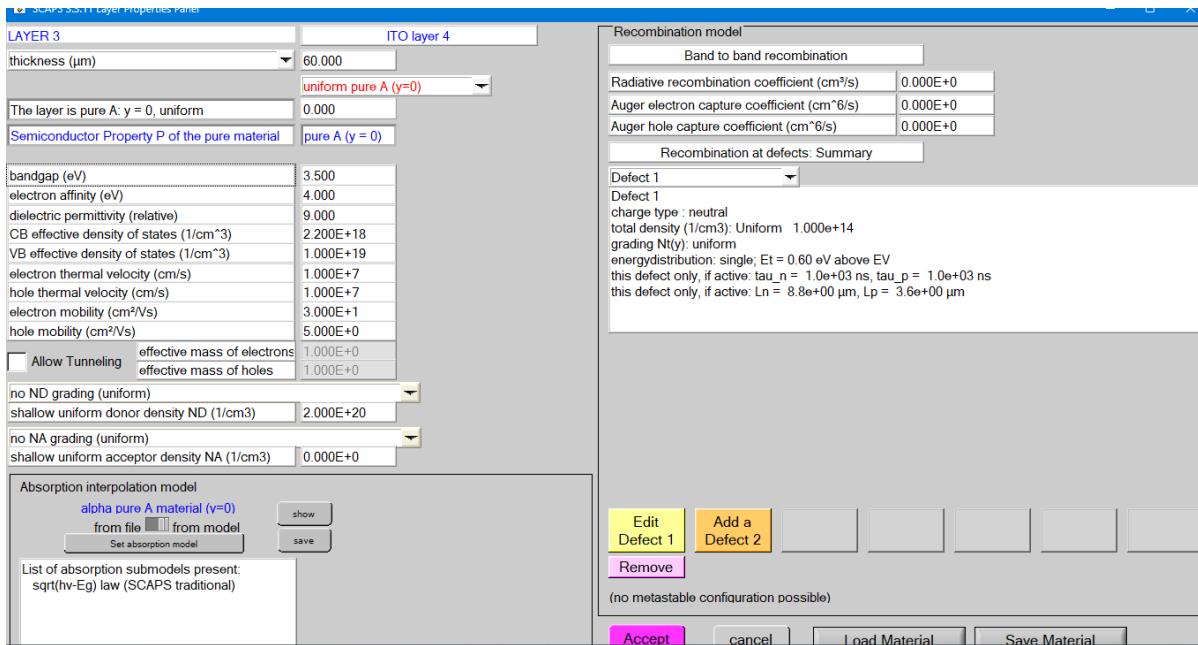 SCAPS 3.3.11 Layer Properties Panel
LAYER 3
ITO layer 4
thickness (µm) 60.000
uniform pure A (y=0)
The layer is pure A: y = 0, uniform 0.000
Semiconductor Property P of the pure material pure A (y = 0)
bandgap (eV) 3.500
electron affinity (eV) 4.000
dielectric permittivity (relative) 9.000
CB effective density of states (1/cm^3) 2.200E+18
VB effective density of states (1/cm^3) 1.000E+19
electron thermal velocity (cm/s) 1.000E+7
hole thermal velocity (cm/s) 1.000E+7
electron mobility (cm²/Vs) 3.000E+1
hole mobility (cm²/Vs) 5.000E+0
Allow Tunneling
effective mass of electrons 1.000E+0
effective mass of holes 1.000E+0
no ND grading (uniform)
shallow uniform donor density ND (1/cm3) 2.000E+20
no NA grading (uniform)
shallow uniform acceptor density NA (1/cm3) 0.000E+0
Absorption interpolation model
alpha pure A material (y=0)
from file from model
Set absorption model
show
save
List of absorption submodels present:
sqrt(hv-Eg) law (SCAPS traditional)
Recombination model
Band to band recombination
Radiative recombination coefficient (cm³/s) 0.000E+0
Auger electron capture coefficient (cm^6/s) 0.000E+0
Auger hole capture coefficient (cm^6/s) 0.000E+0
Recombination at defects: Summary
Defect 1
Defect 1
charge type : neutral
total density (1/cm3): Uniform 1.000e+14
grading Nt(y): uniform
energydistribution: single; Et = 0.60 eV above EV
this defect only, if active: tau_n = 1.0e+03 ns, tau_p = 1.0e+03 ns
this defect only, if active: Ln = 8.8e+00 µm, Lp = 3.6e+00 µm
Edit
Defect 1
Add a
Defect 2
Remove
(no metastable configuration possible)
Accept cancel Load Material Save Material